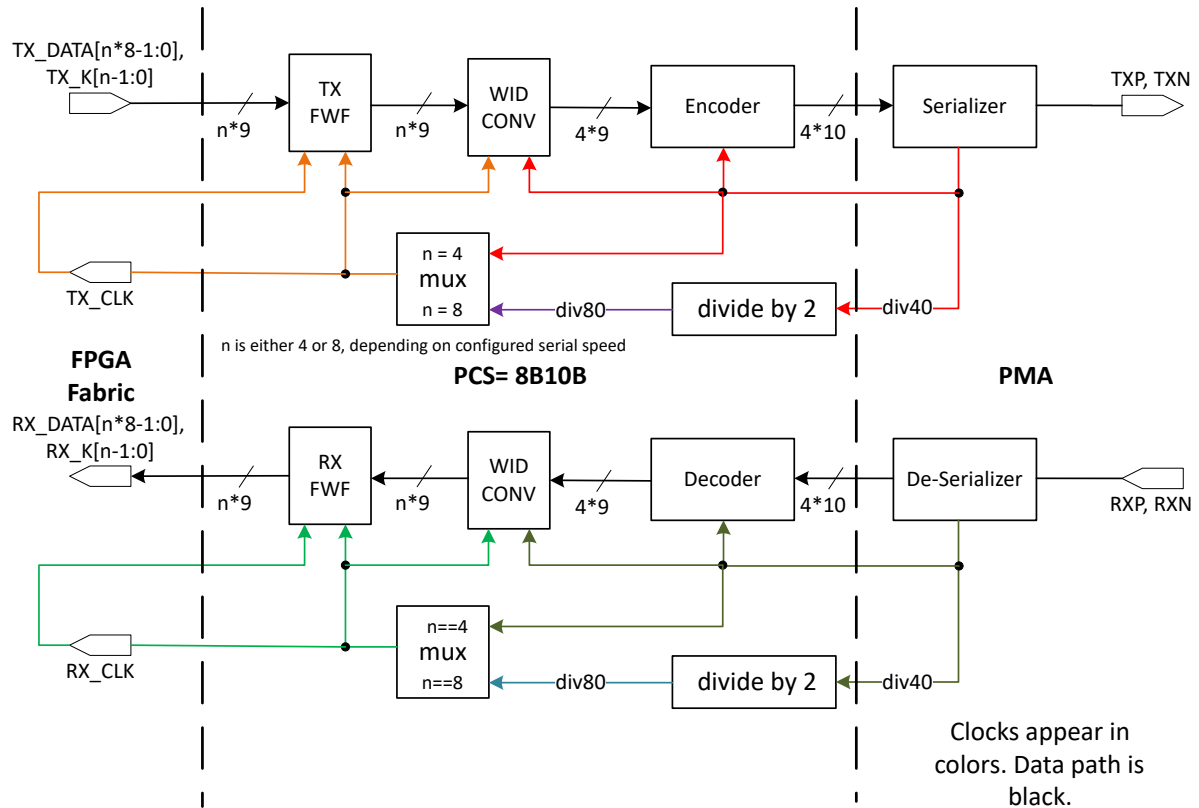 TX_DATA[n*8-1:0],
TX_K[n-1:0]
n*9
TX
FWF
n*9
WID
CONV
4*9
Encoder
4*10
Serializer
TXP, TXN
TX_CLK
n = 4
mux
n = 8
div80
divide by 2
div40
n is either 4 or 8, depending on configured serial speed
FPGA
Fabric
PCS= 8B10B
PMA
RX_DATA[n*8-1:0],
RX_K[n-1:0]
n*9
RX
FWF
n*9
WID
CONV
4*9
Decoder
4*10
De-Serializer
RXP, RXN
RX_CLK
n==4
mux
n==8
div80
divide by 2
div40
Clocks appear in
colors. Data path is
black.